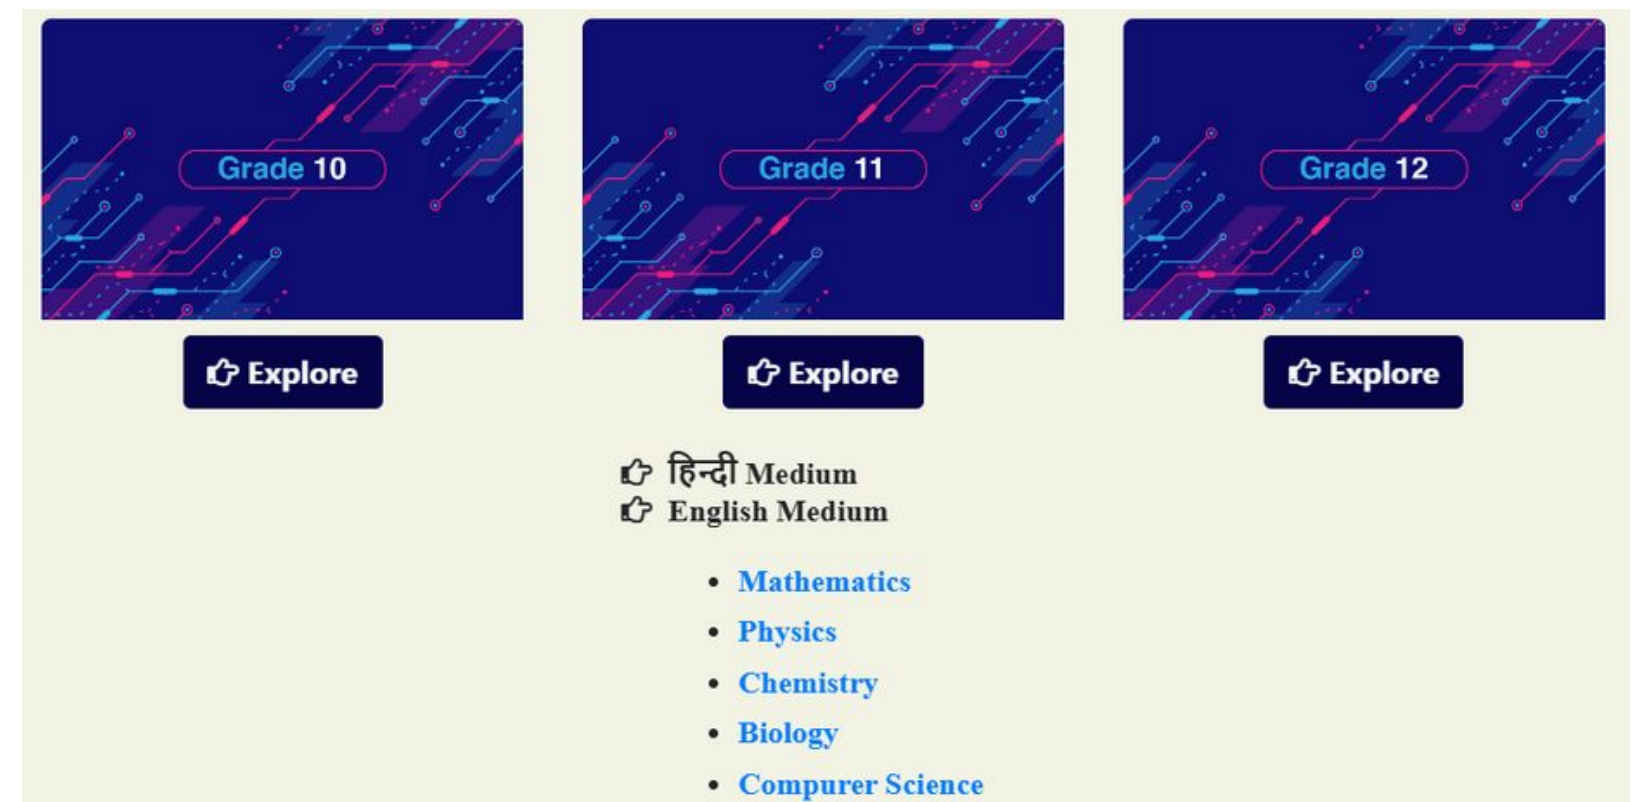 Grade 10
Grade 11
Grade 12
Explore
Explore
Explore
हिन्दी Medium
English Medium
Mathematics
Physics
Chemistry
Biology
Compurer Science